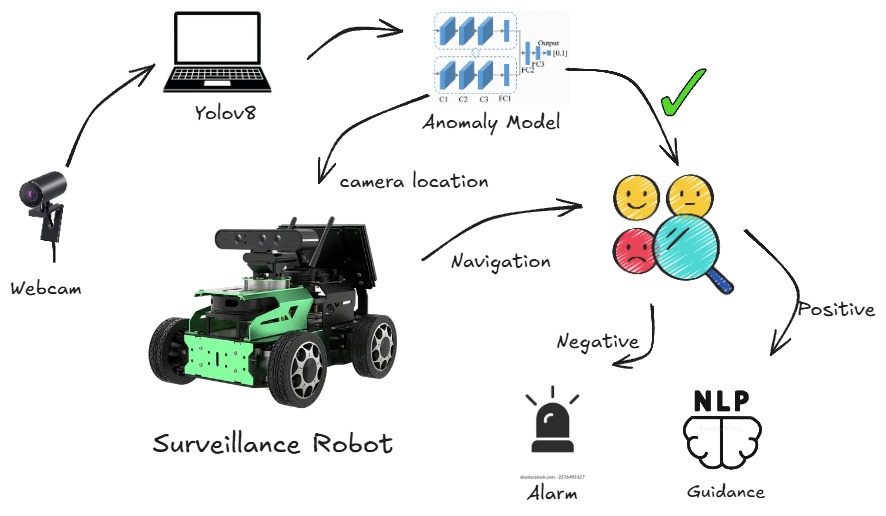 Output
[0,1]
FC3
FC2
C1 C2 C3 FC1
Yolov8
Anomaly Model
camera location
Webcam
Navigation
Positive
Negative
Surveillance Robot
NLP
shutterstock.com · 2576493127
Alarm
Guidance